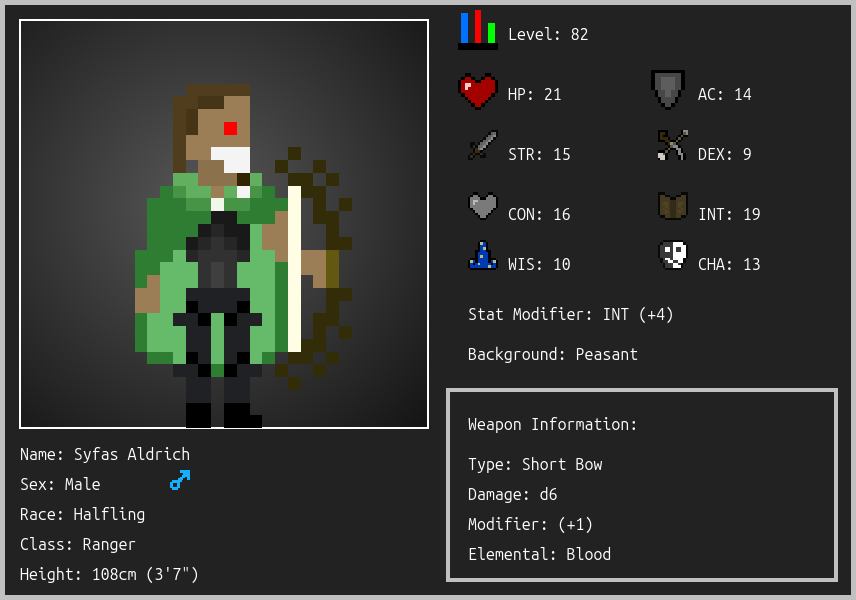 Level: 82
HP: 21
AC: 14
STR: 15
DEX: 9
CON: 16
INT: 19
WIS: 10
CHA: 13
Stat Modifier: INT (+4)
Background: Peasant
Weapon Information:
Type: Short Bow
Damage: d6
Modifier: (+1)
Elemental: Blood
Name: Syfas Aldrich
Sex: Male
Race: Halfling
Class: Ranger
Height: 108cm (3'7")